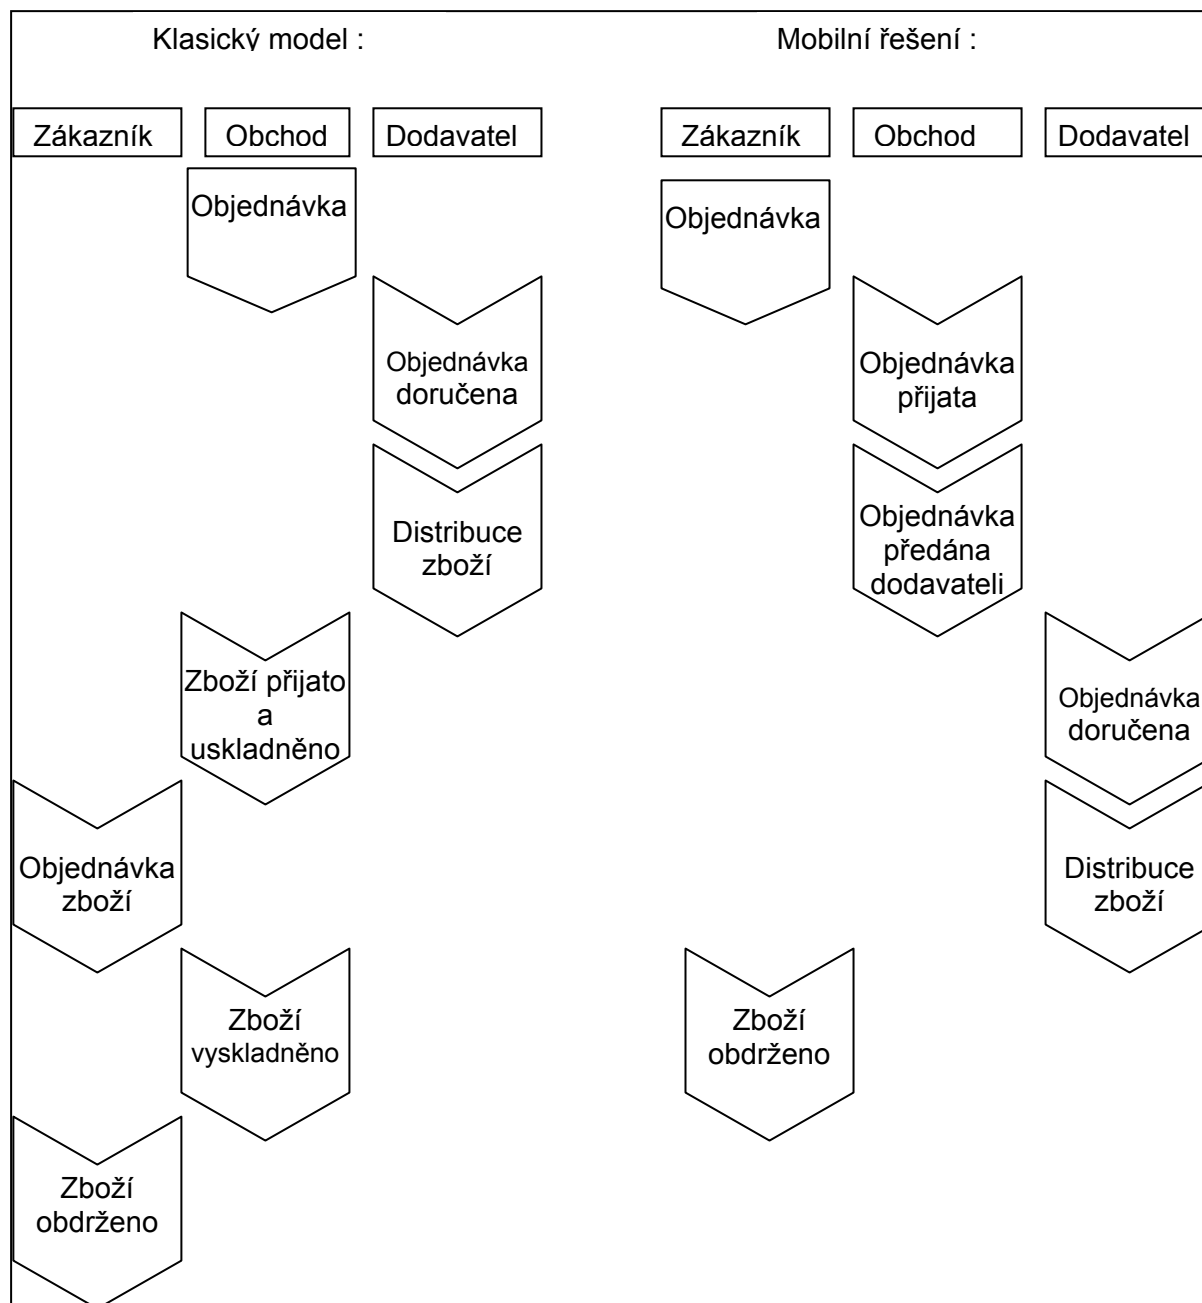 Klasický model :
Mobilní řešení :
Zákazník
Obchod
Dodavatel
Zákazník
Obchod
Dodavatel
Objednávka
Objednávka
Objednávka
doručena
Objednávka
přijata
Distribuce
zboží
Objednávka
předána
dodavateli
Zboží přijato
a
uskladněno
Objednávka
doručena
Objednávka
zboží
Distribuce
zboží
Zboží
vyskladněno
Zboží
obdrženo
Zboží
obdrženo